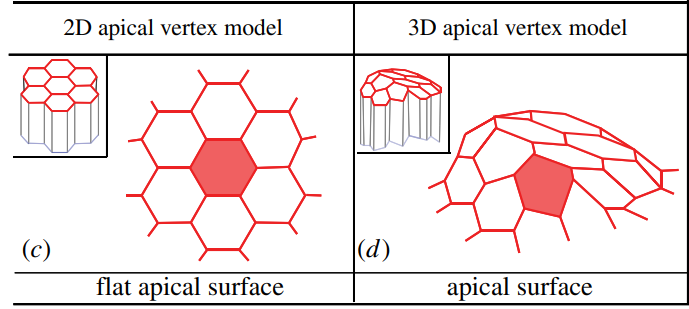 2D apical vertex model
3D apical vertex model
(c)
(d)
flat apical surface
apical surface